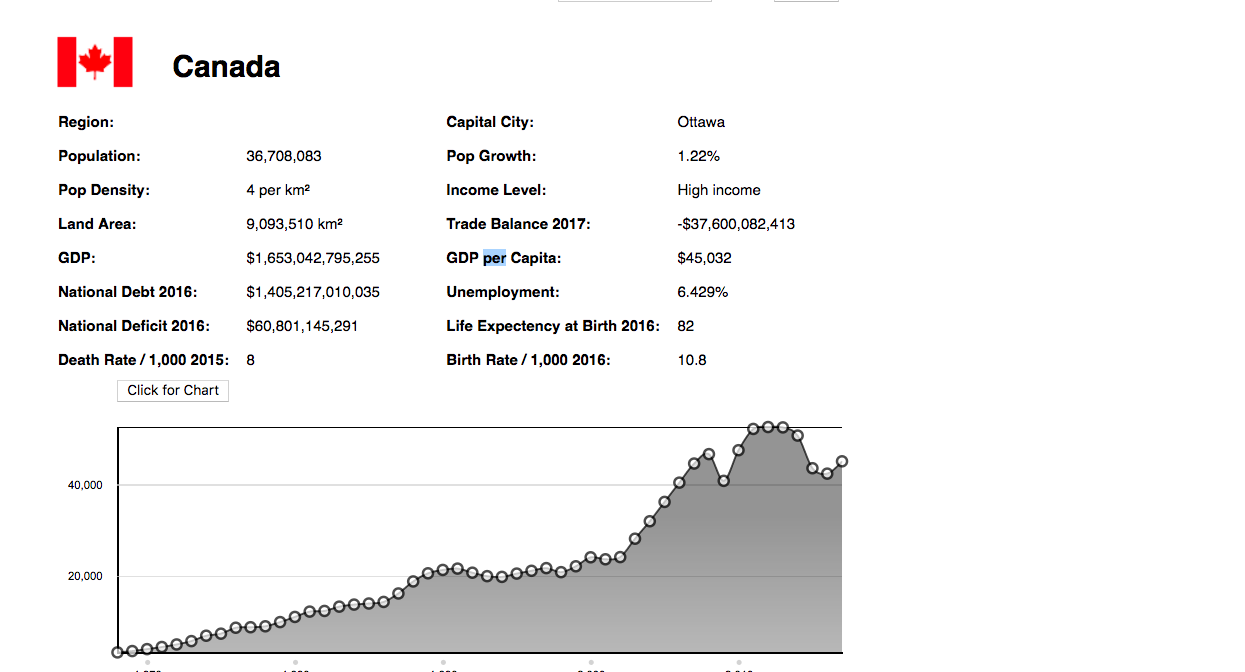 Canada
Region: Capital City: Ottawa
Population: 36,708,083 Pop Growth: 1.22%
Pop Density: 4 per km² Income Level: High income
Land Area: 9,093,510 km² Trade Balance 2017: -$37,600,082,413
GDP: $1,653,042,795,255 GDP per Capita: $45,032
National Debt 2016: $1,405,217,010,035 Unemployment: 6.429%
National Deficit 2016: $60,801,145,291 Life Expectency at Birth 2016: 82
Death Rate / 1,000 2015: 8 Birth Rate / 1,000 2016: 10.8
Click for Chart
40,000
20,000